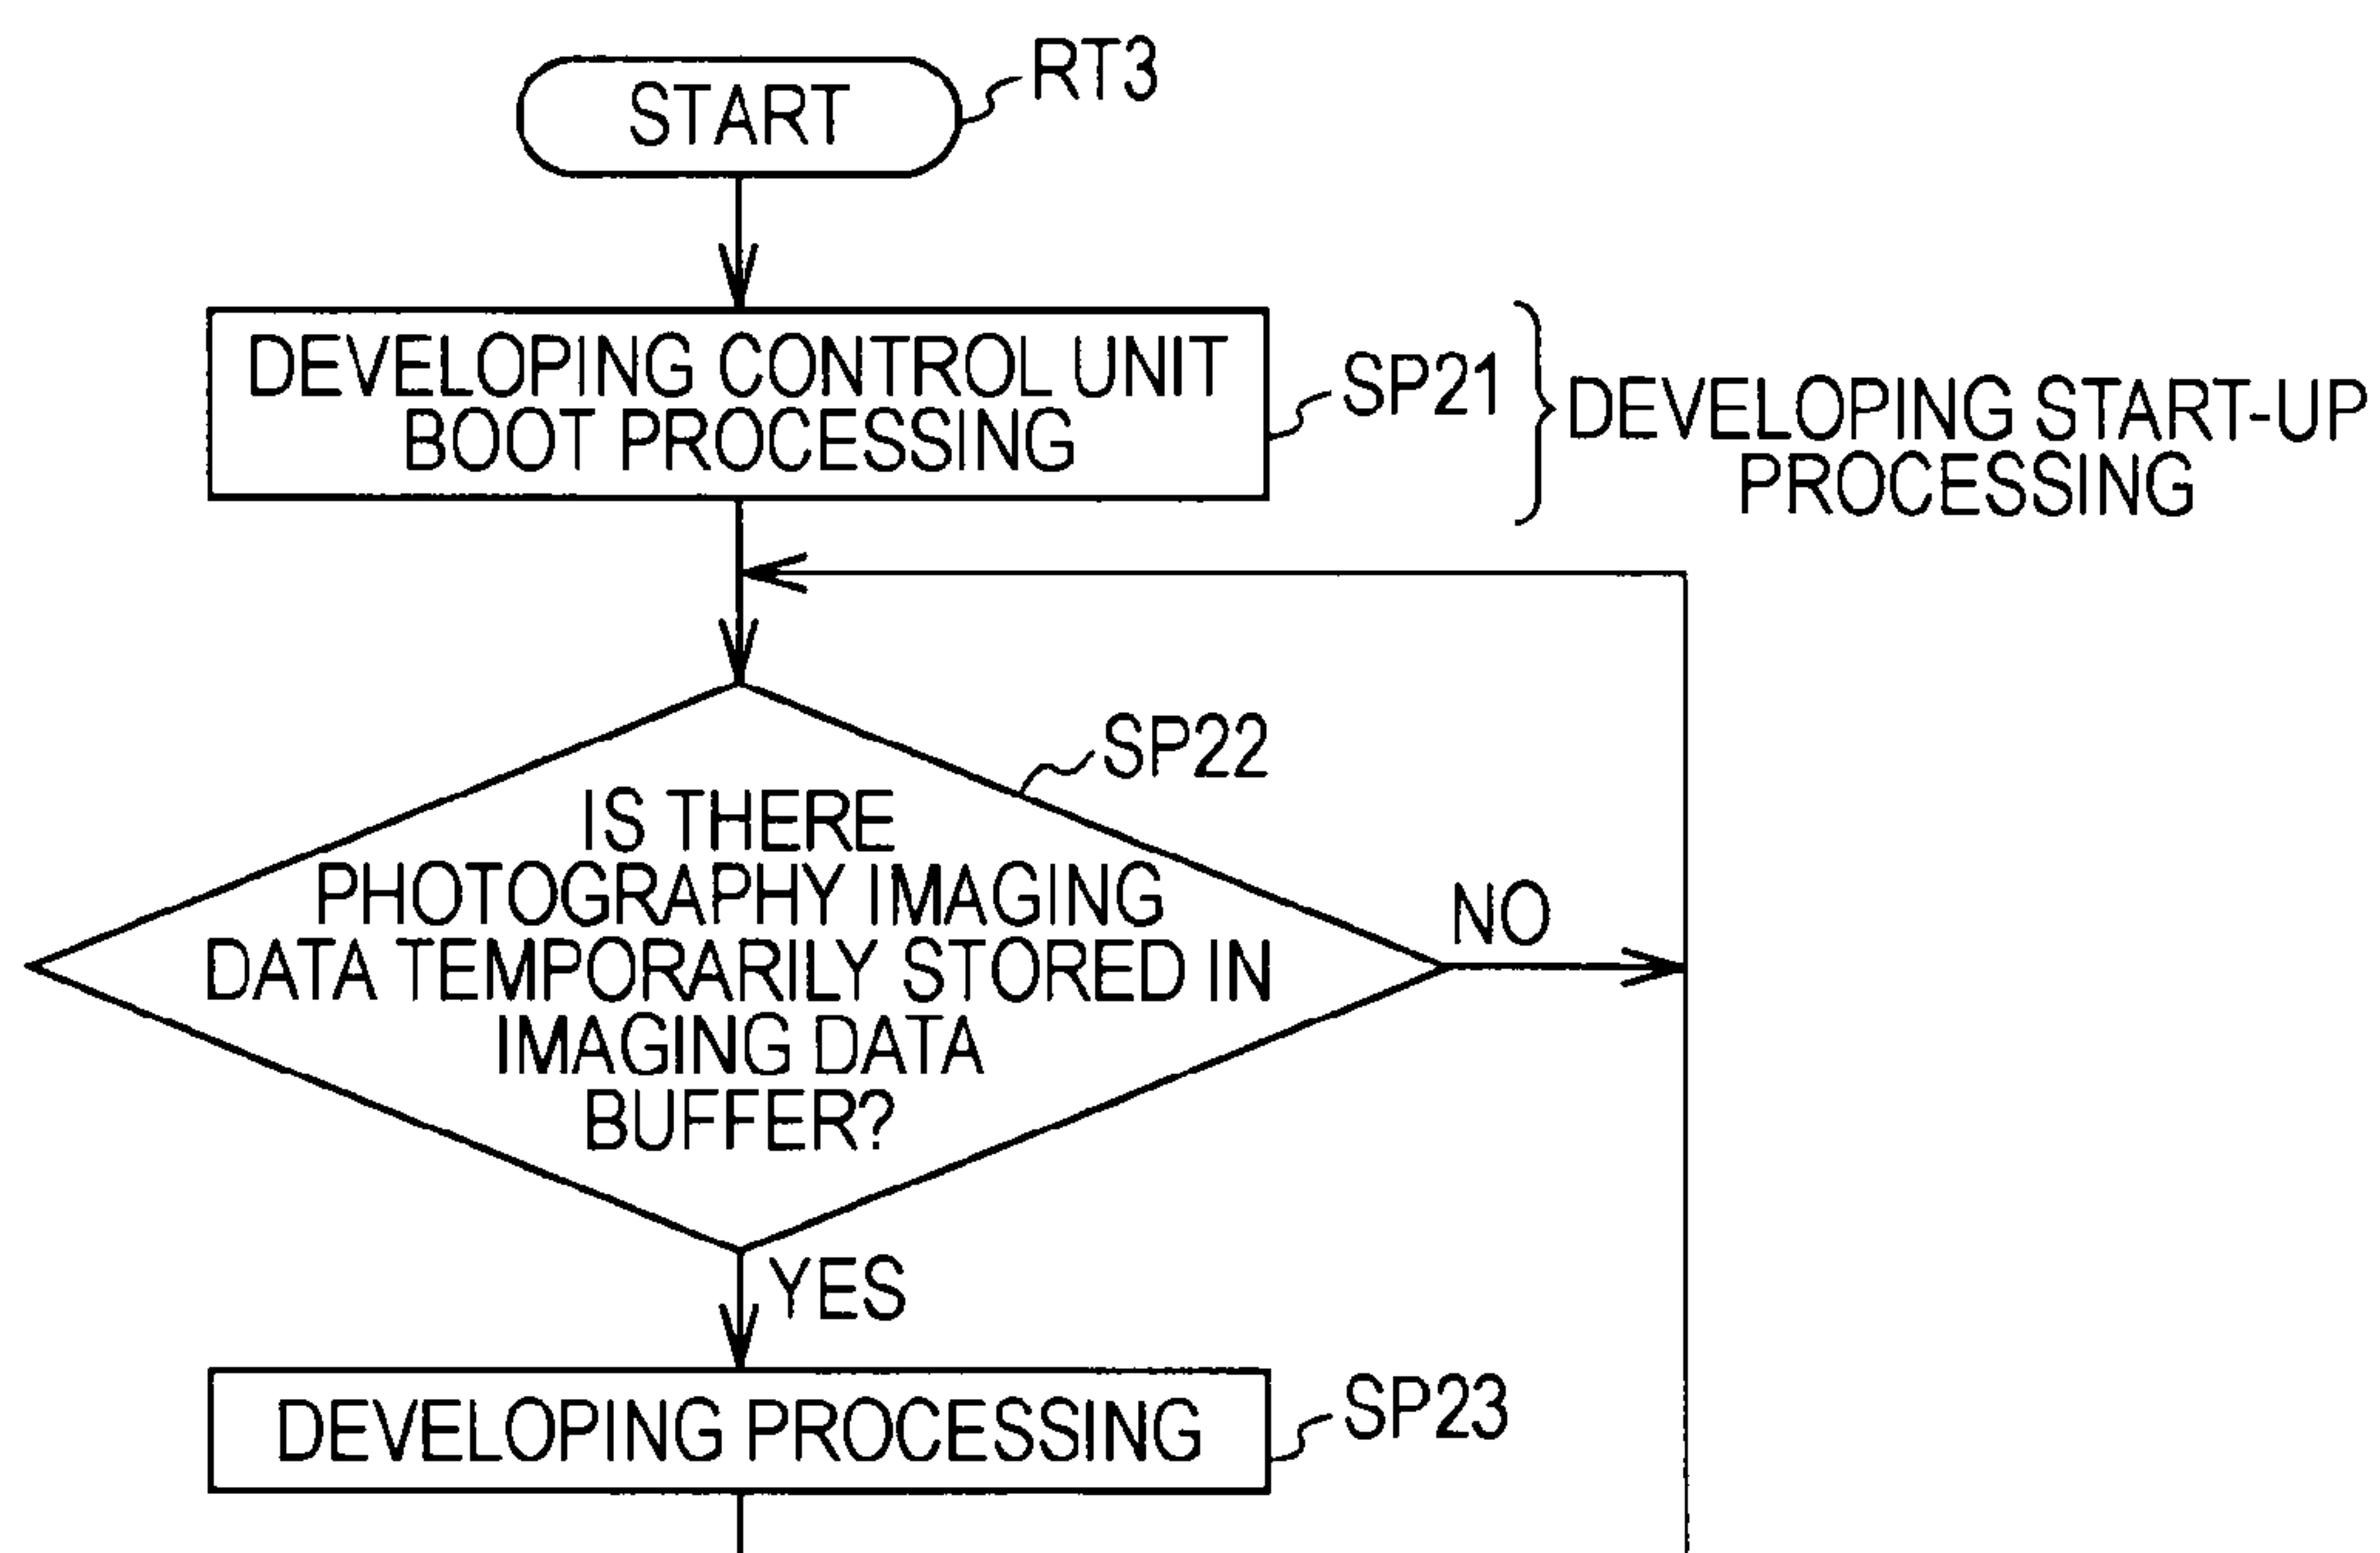 START
RT3
DEVELOPING CONTROL UNIT
BOOT PROCESSING
SP21
DEVELOPING START-UP
PROCESSING
SP22
IS THERE
PHOTOGRAPHY IMAGING
DATA TEMPORARILY STORED IN
IMAGING DATA
BUFFER?
NO
YES
DEVELOPING PROCESSING
SP23